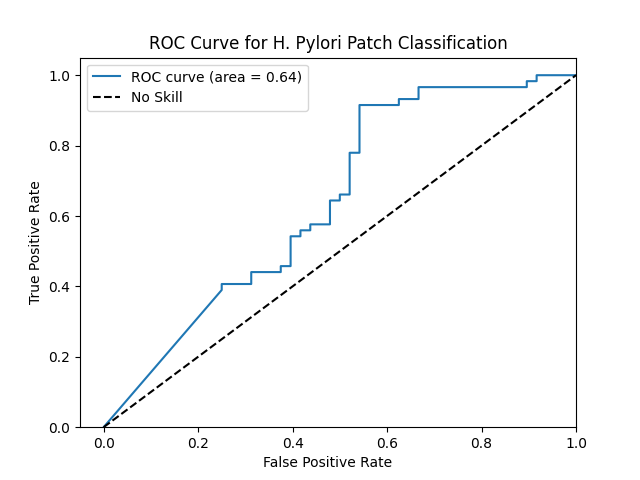 ROC Curve for H. Pylori Patch Classification
ROC curve (area = 0.64)
No Skill
True Positive Rate
1.0
0.8
0.6
0.4
0.2
0.0
0.0 0.2 0.4 0.6 0.8 1.0
False Positive Rate